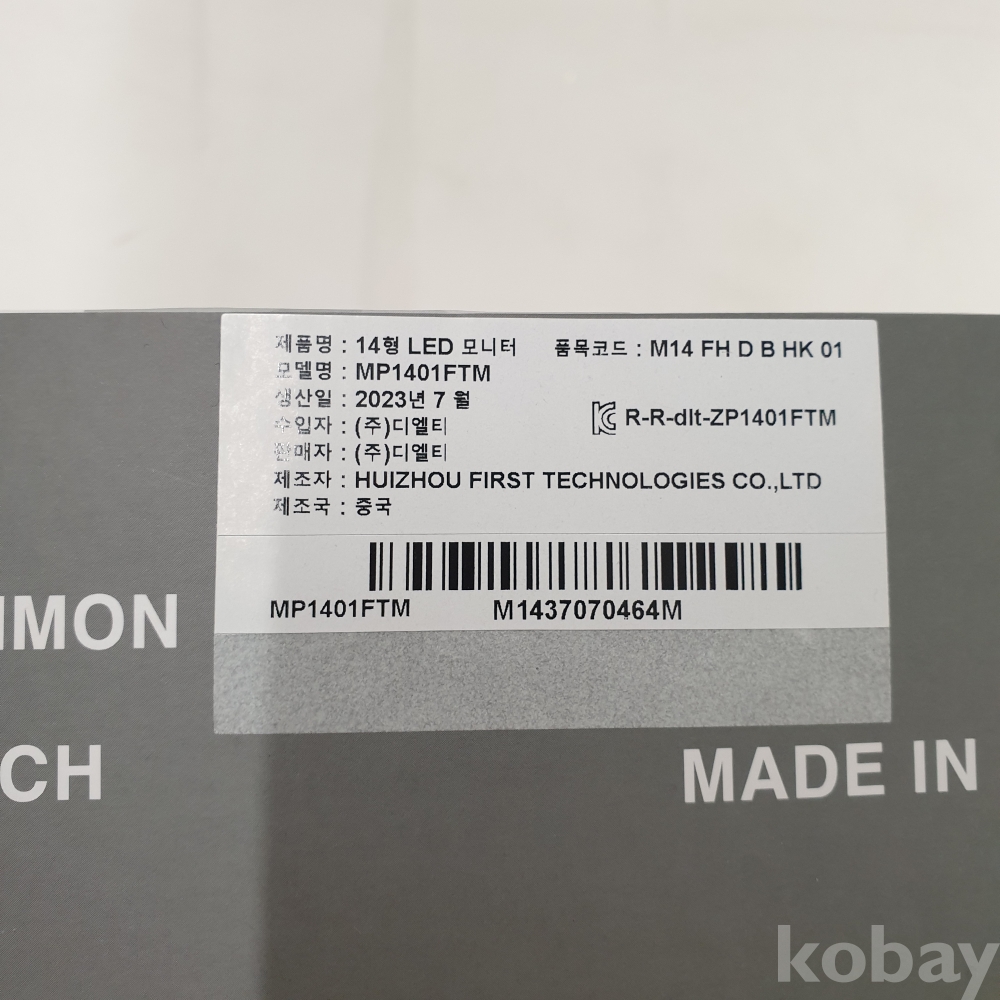 제품명 : 14형 LED 모니터 품목코드 : M14 FH D B HK 01
모델명 : MP1401FTM
생산일 : 2023년 7 월
수입자 : (주)디엘티
R-R-dlt-ZP1401FTM
판매자 : (주)디엘티
제조자 : HUIZHOU FIRST TECHNOLOGIES CO.,LTD
제조국 : 중국
MP1401FTM M1437070464M
MMON
CH
MADE IN
kobay